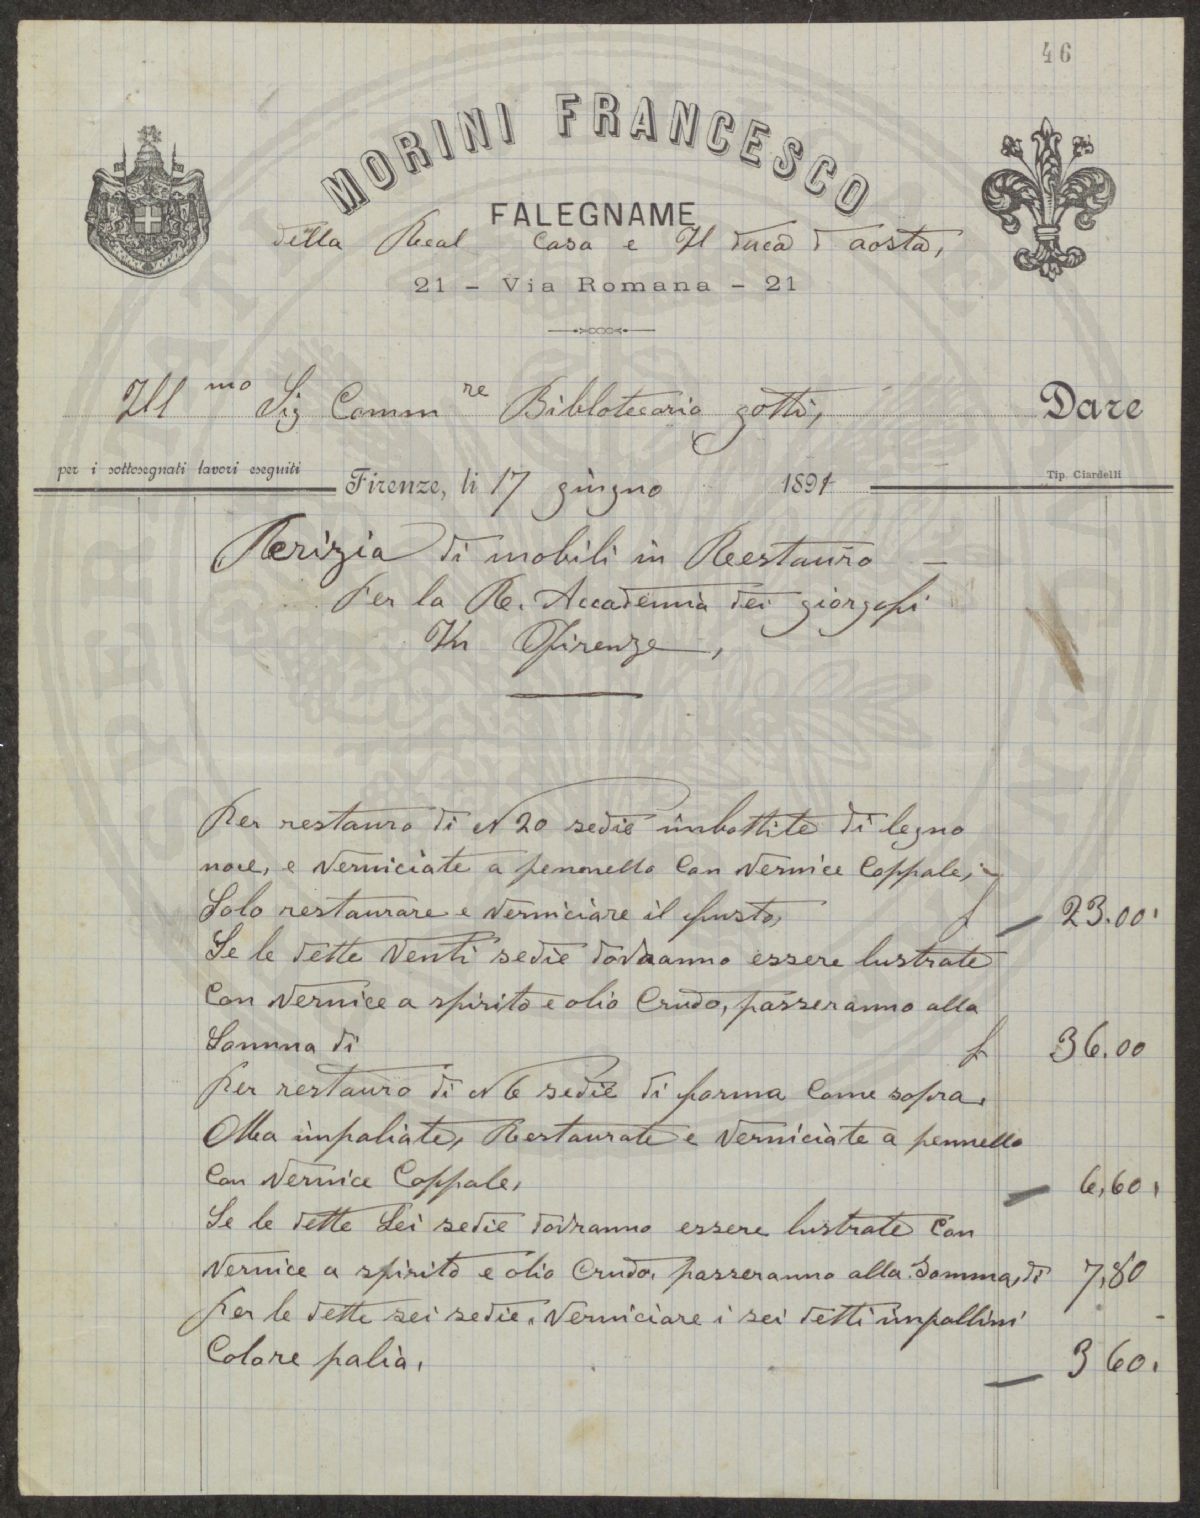 46
MORINI FRANCESCO
FALEGNAME
della Real Casa e Il duca d aosta,
21 - Via Romana - 21
Ill mo Sig Comm re Biblotecario gotti, Dare
per i sottosegnati lavori eseguiti
Firenze, li 17 giugno 1891
Tip. Ciardelli
Perizia di mobili in Restauro
Per la R. Accademia dei giorgofi
In Firenze,
Per restauro di N 20 sedie imbottite di legno
noce, e verniciate a pennello Con vernice Coppale,
Solo restaurare e verniciare il fusto, £ 23.00
Se le dette venti sedie dovranno essere lustrate
Con vernice a spirito e olio Crudo, passeranno alla
Somma di £ 36.00
Per restauro di N 6 sedie di forma Come sopra,
Ma impaliate, Restaurate e verniciate a pennello
Con vernice Coppale, 6,60
Se le dette Sei sedie dovranno essere lustrate Con
vernice a spirito e olio Crudo, passeranno alla Somma, di 7,80
Per le dette sei sedie, verniciare i sei detti impallini
Colore palia, 3 60